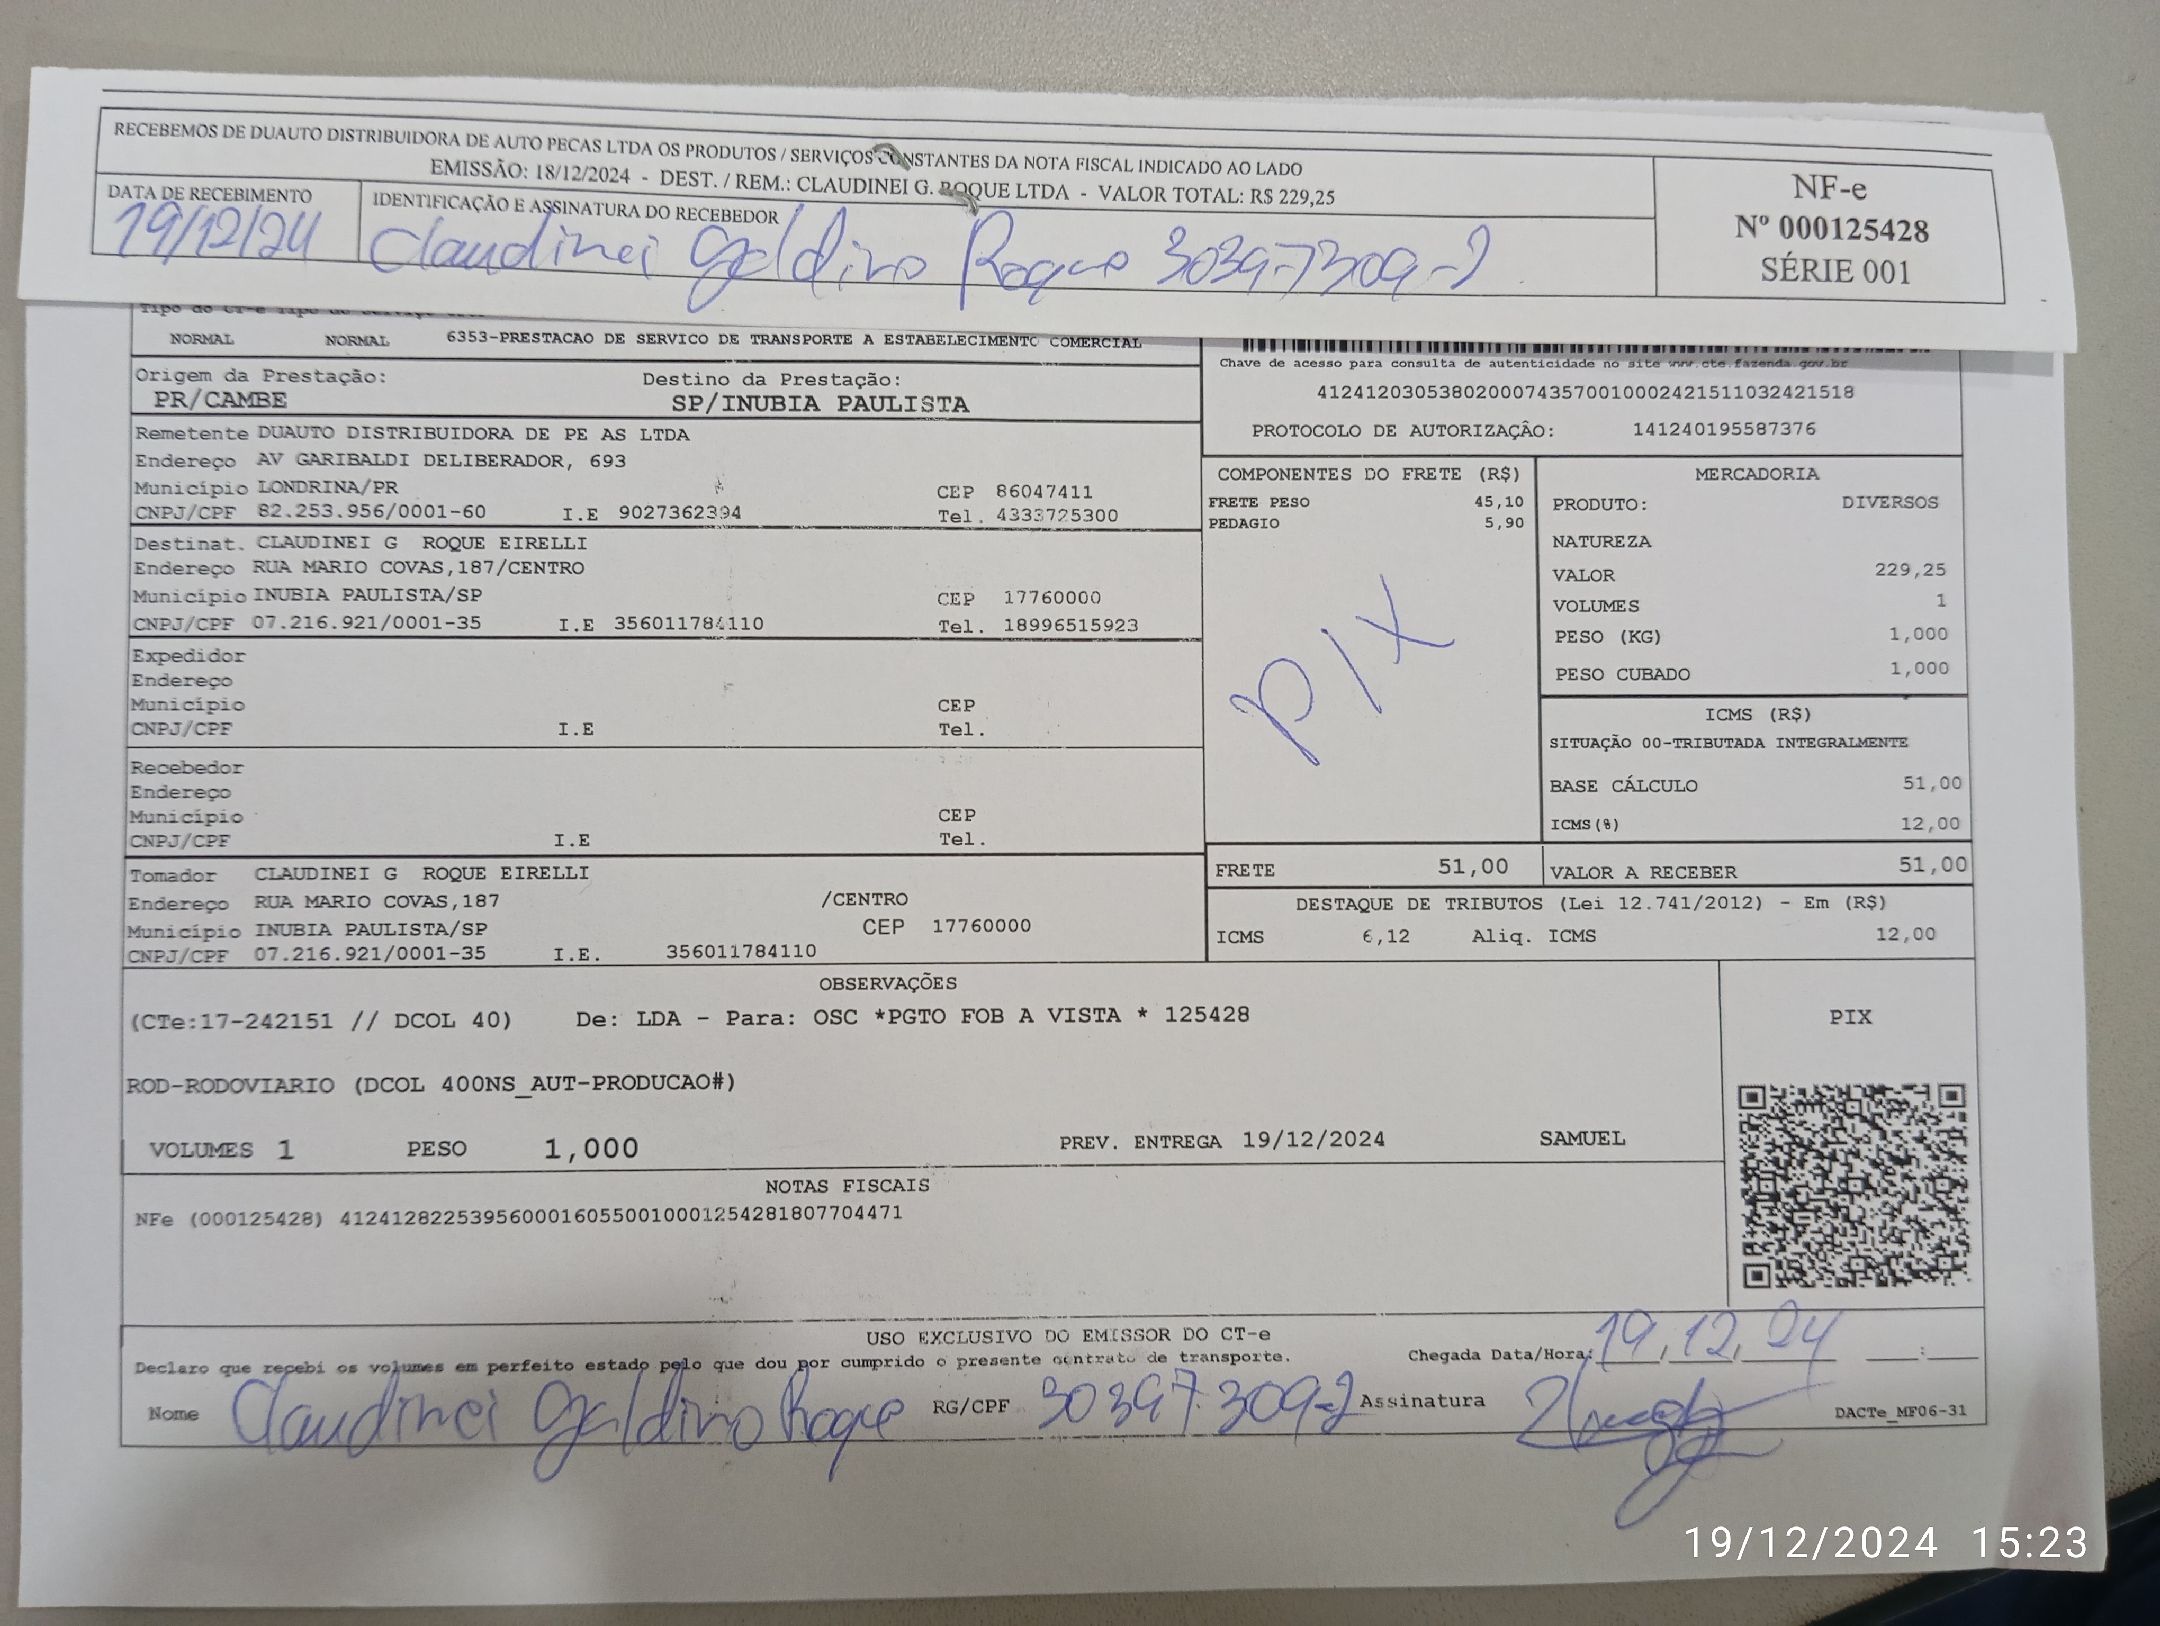 RECEBEMOS DE DUAUTO DISTRIBUIDORA DE AUTO PECAS LTDA OS PRODUTOS / SERVIÇOS CONSTANTES DA NOTA FISCAL INDICADO AO LADO
EMISSÃO: 18/12/2024 - DEST. / REM.: CLAUDINEI G. ROQUE LTDA - VALOR TOTAL: R$ 229,25
DATA DE RECEBIMENTO
19/12/24
IDENTIFICAÇÃO E ASSINATURA DO RECEBEDOR
Claudinei Galdino Roque 30397309-2
NF-e
Nº 000125428
SÉRIE 001
NORMAL NORMAL 6353-PRESTACAO DE SERVICO DE TRANSPORTE A ESTABELECIMENTO COMERCIAL
Origem da Prestação: Destino da Prestação:
PR/CAMBE SP/INUBIA PAULISTA
Chave de acesso para consulta de autenticidade no site www.cte.fazenda.gov.br
41241203053802000743570010002421511032421518
PROTOCOLO DE AUTORIZAÇÃO: 141240195587376
Remetente DUAUTO DISTRIBUIDORA DE PE AS LTDA
Endereço AV GARIBALDI DELIBERADOR, 693
Município LONDRINA/PR CEP 86047411
CNPJ/CPF 82.253.956/0001-60 I.E 9027362394 Tel. 4333725300
Destinat. CLAUDINEI G ROQUE EIRELLI
Endereço RUA MARIO COVAS,187/CENTRO
Município INUBIA PAULISTA/SP CEP 17760000
CNPJ/CPF 07.216.921/0001-35 I.E 356011784110 Tel. 18996515923
Expedidor
Endereço
Município CEP
CNPJ/CPF I.E Tel.
Recebedor
Endereço
Município CEP
CNPJ/CPF I.E Tel.
Tomador CLAUDINEI G ROQUE EIRELLI
Endereço RUA MARIO COVAS,187 /CENTRO
Município INUBIA PAULISTA/SP CEP 17760000
CNPJ/CPF 07.216.921/0001-35 I.E. 356011784110
COMPONENTES DO FRETE (R$)
FRETE PESO 45,10
PEDAGIO 5,90
PIX
MERCADORIA
PRODUTO: DIVERSOS
NATUREZA
VALOR 229,25
VOLUMES 1
PESO (KG) 1,000
PESO CUBADO 1,000
ICMS (R$)
SITUAÇÃO 00-TRIBUTADA INTEGRALMENTE
BASE CÁLCULO 51,00
ICMS(%) 12,00
FRETE 51,00 VALOR A RECEBER 51,00
DESTAQUE DE TRIBUTOS (Lei 12.741/2012) - Em (R$)
ICMS 6,12 Aliq. ICMS 12,00
OBSERVAÇÕES
(CTe:17-242151 // DCOL 40) De: LDA - Para: OSC *PGTO FOB A VISTA * 125428
ROD-RODOVIARIO (DCOL 400NS_AUT-PRODUCAO#)
VOLUMES 1 PESO 1,000 PREV. ENTREGA 19/12/2024 SAMUEL
PIX
NOTAS FISCAIS
NFe (000125428) 41241282253956000160550010001254281807704471
USO EXCLUSIVO DO EMISSOR DO CT-e
Declaro que recebi os volumes em perfeito estado pelo que dou por cumprido o presente contrato de transporte. Chegada Data/Hora: 19,12,24 :
Nome Claudinei Galdino Roque RG/CPF 30397309-2 Assinatura
DACTe_MF06-31
19/12/2024 15:23